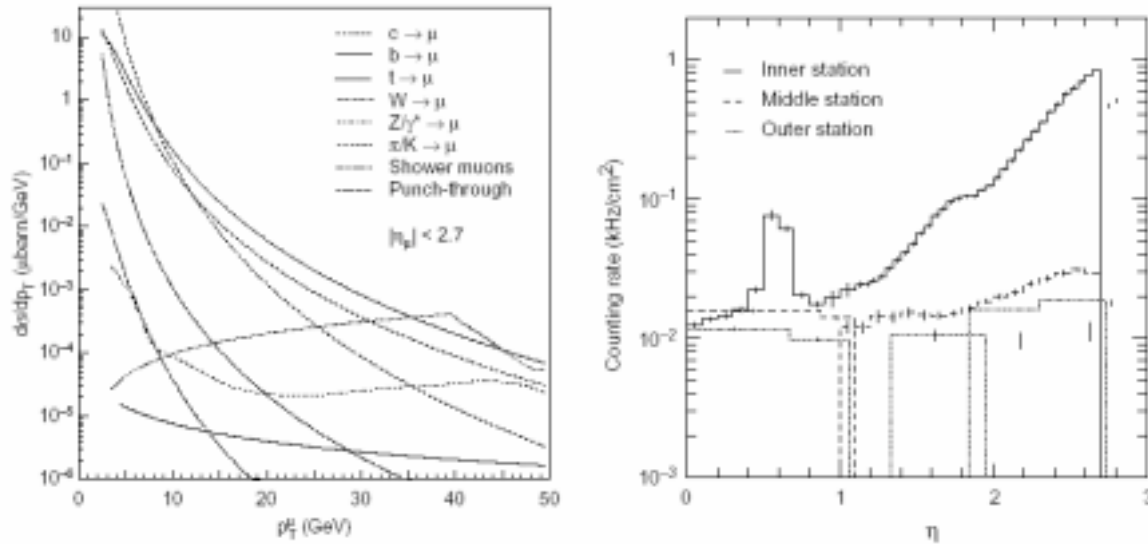 10
1
10⁻¹
10⁻²
10⁻³
10⁻⁴
10⁻⁵
10⁻⁶
dσ/dp_T (µbarn/GeV)
c → µ
b → µ
t → µ
W → µ
Z/γ* → µ
π/K → µ
Shower muons
Punch-through
|η_µ| < 2.7
0 10 20 30 40 50
p_T^µ (GeV)
1
10⁻¹
10⁻²
10⁻³
Counting rate (kHz/cm²)
Inner station
Middle station
Outer station
0 1 2 3
η